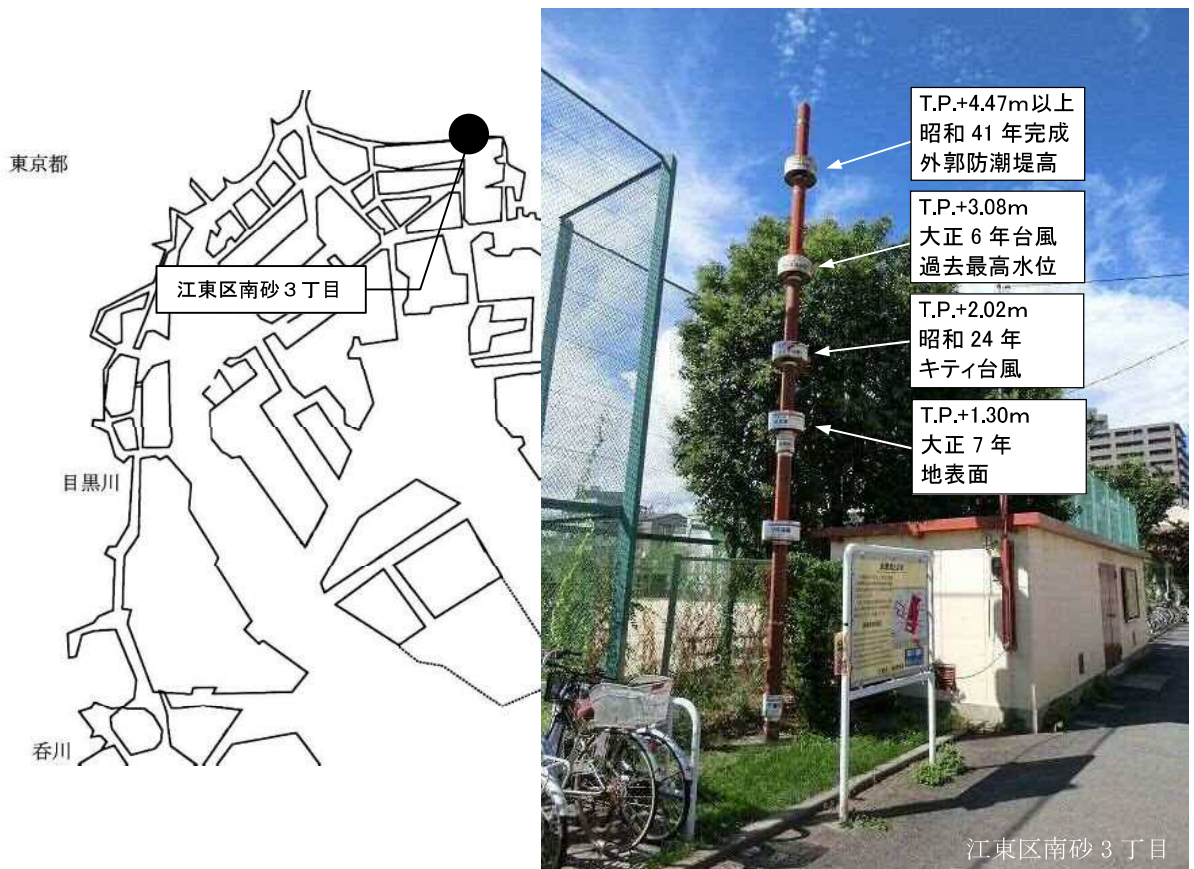 東京都
江東区南砂3丁目
目黒川
呑川
T.P.+4.47m以上
昭和 41 年完成
外郭防潮堤高
T.P.+3.08m
大正 6 年台風
過去最高水位
T.P.+2.02m
昭和 24 年
キティ台風
T.P.+1.30m
大正 7 年
地表面
江東区南砂 3 丁目